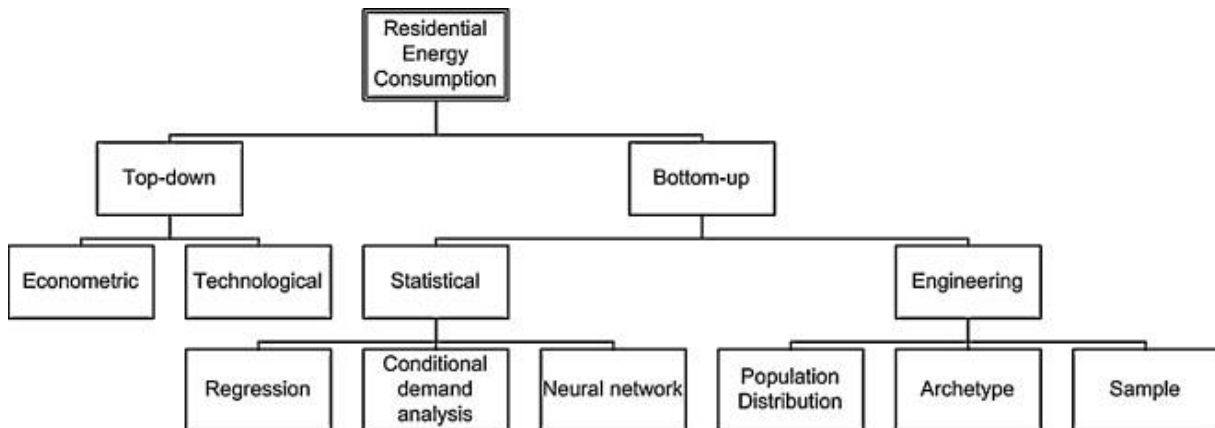 Residential
Energy
Consumption
Top-down
Bottom-up
Econometric
Technological
Statistical
Engineering
Regression
Conditional
demand
analysis
Neural network
Population
Distribution
Archetype
Sample